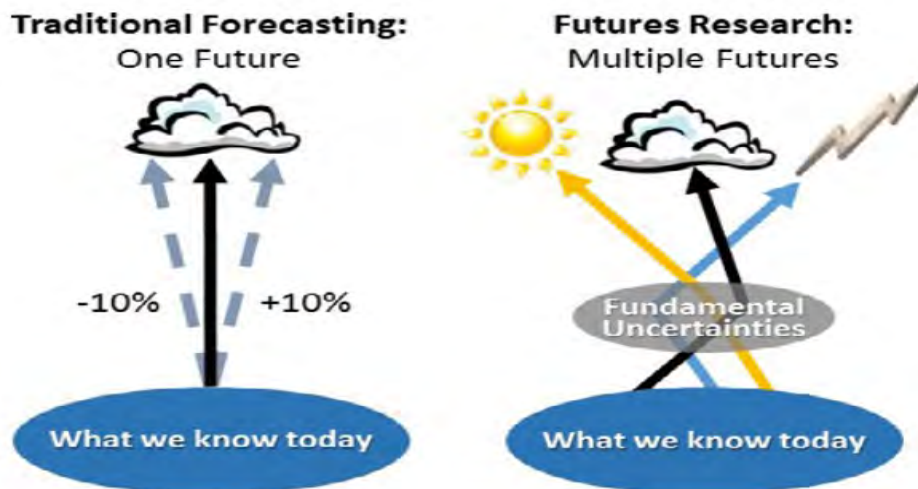 Traditional Forecasting:
One Future
-10%
+10%
What we know today
Futures Research:
Multiple Futures
Fundamental
Uncertainties
What we know today